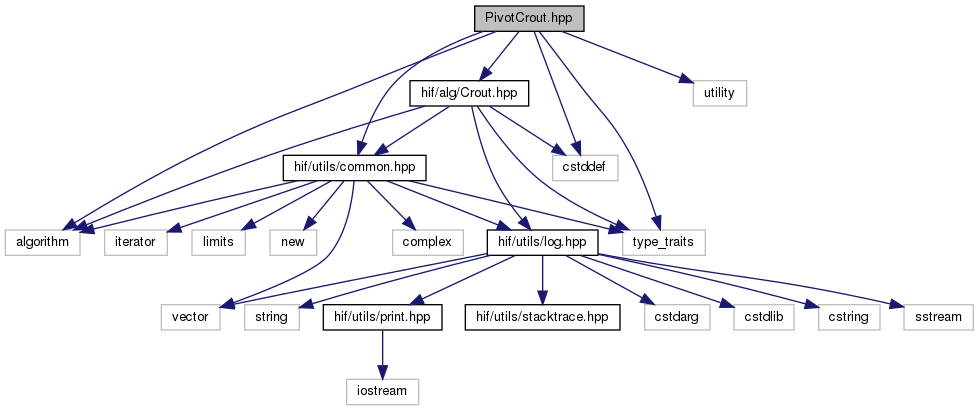 PivotCrout.hpp
hif/alg/Crout.hpp
utility
hif/utils/common.hpp
cstddef
algorithm
iterator
limits
new
complex
hif/utils/log.hpp
type_traits
vector
string
hif/utils/print.hpp
hif/utils/stacktrace.hpp
cstdarg
cstdlib
cstring
sstream
iostream